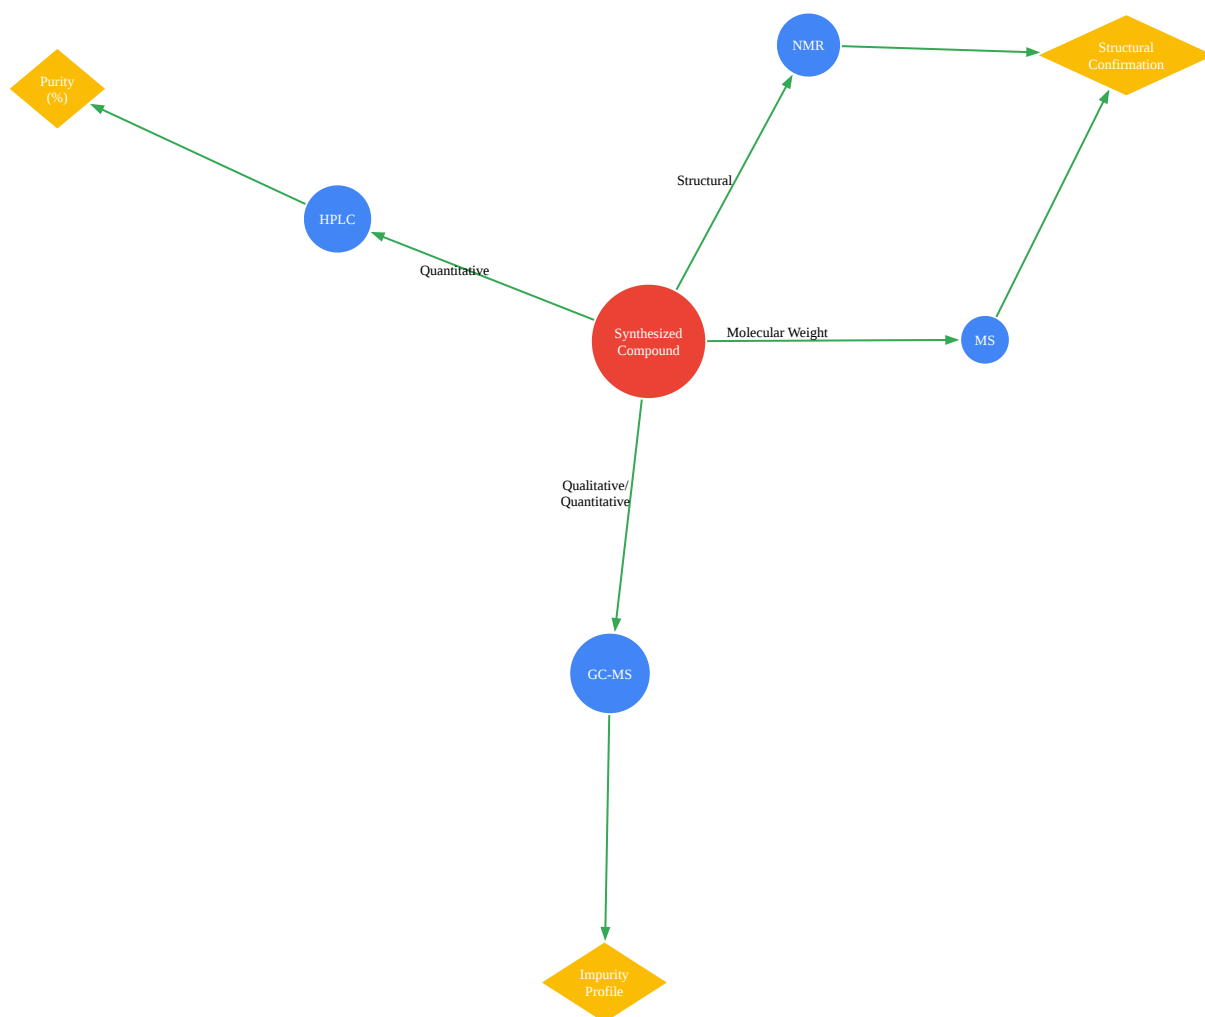 NMR
Structural
Confirmation
Purity
(%)
Structural
HPLC
Quantitative
Synthesized
Compound
Molecular Weight
MS
Qualitative/
Quantitative
GC-MS
Impurity
Profile